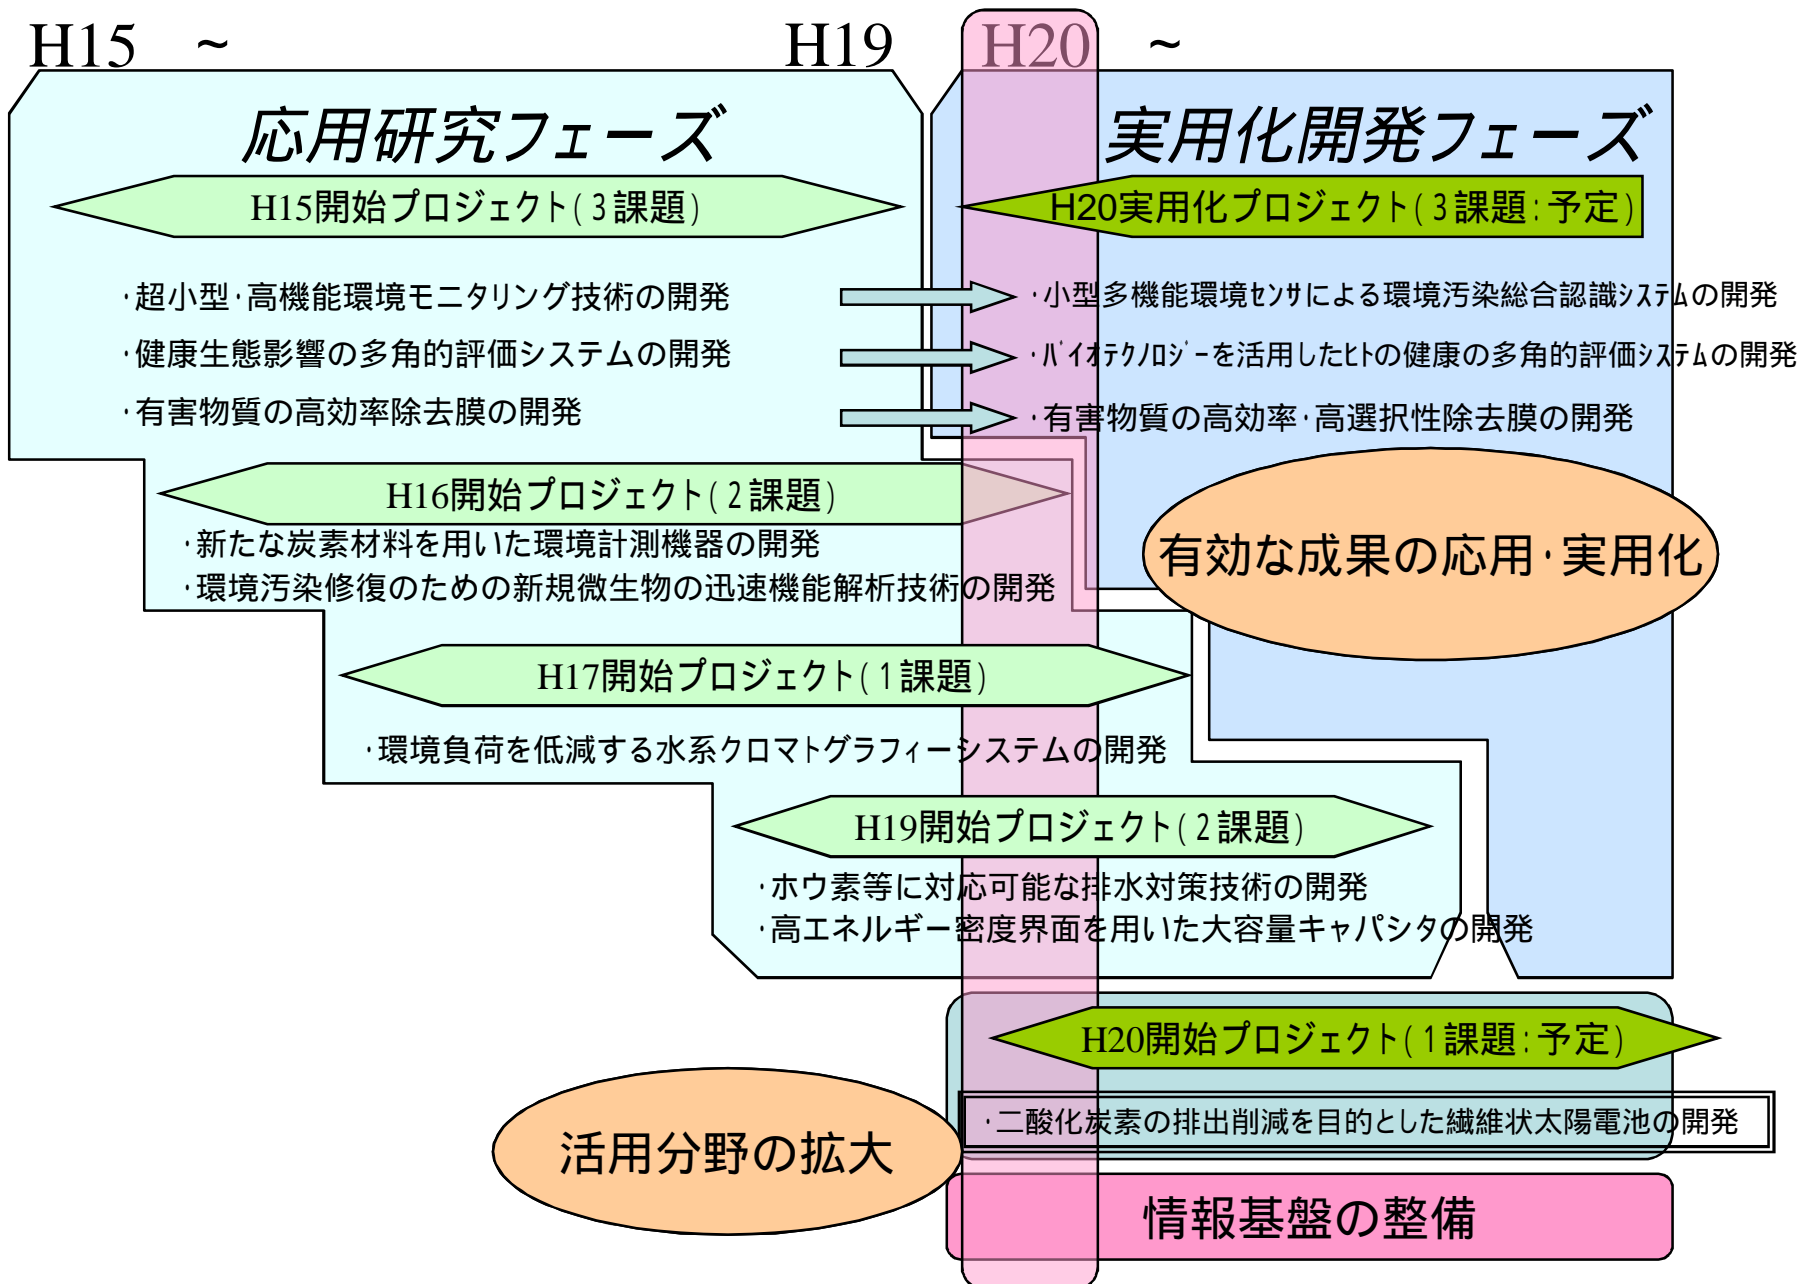 H15 ~ H19 H20 ~
応用研究フェーズ
実用化開発フェーズ
H15開始プロジェクト(3課題)
H20実用化プロジェクト(3課題:予定)
・超小型・高機能環境モニタリング技術の開発
・小型多機能環境ｾﾝｻによる環境汚染総合認識ｼｽﾃﾑの開発
・健康生態影響の多角的評価システムの開発
・ﾊﾞｲｵﾃｸﾉﾛｼﾞｰを活用したﾋﾄの健康の多角的評価ｼｽﾃﾑの開発
・有害物質の高効率除去膜の開発
・有害物質の高効率・高選択性除去膜の開発
H16開始プロジェクト(2課題)
・新たな炭素材料を用いた環境計測機器の開発
・環境汚染修復のための新規微生物の迅速機能解析技術の開発
有効な成果の応用・実用化
H17開始プロジェクト(1課題)
・環境負荷を低減する水系クロマトグラフィーシステムの開発
H19開始プロジェクト(2課題)
・ホウ素等に対応可能な排水対策技術の開発
・高エネルギー密度界面を用いた大容量キャパシタの開発
H20開始プロジェクト(1課題:予定)
・二酸化炭素の排出削減を目的とした繊維状太陽電池の開発
活用分野の拡大
情報基盤の整備